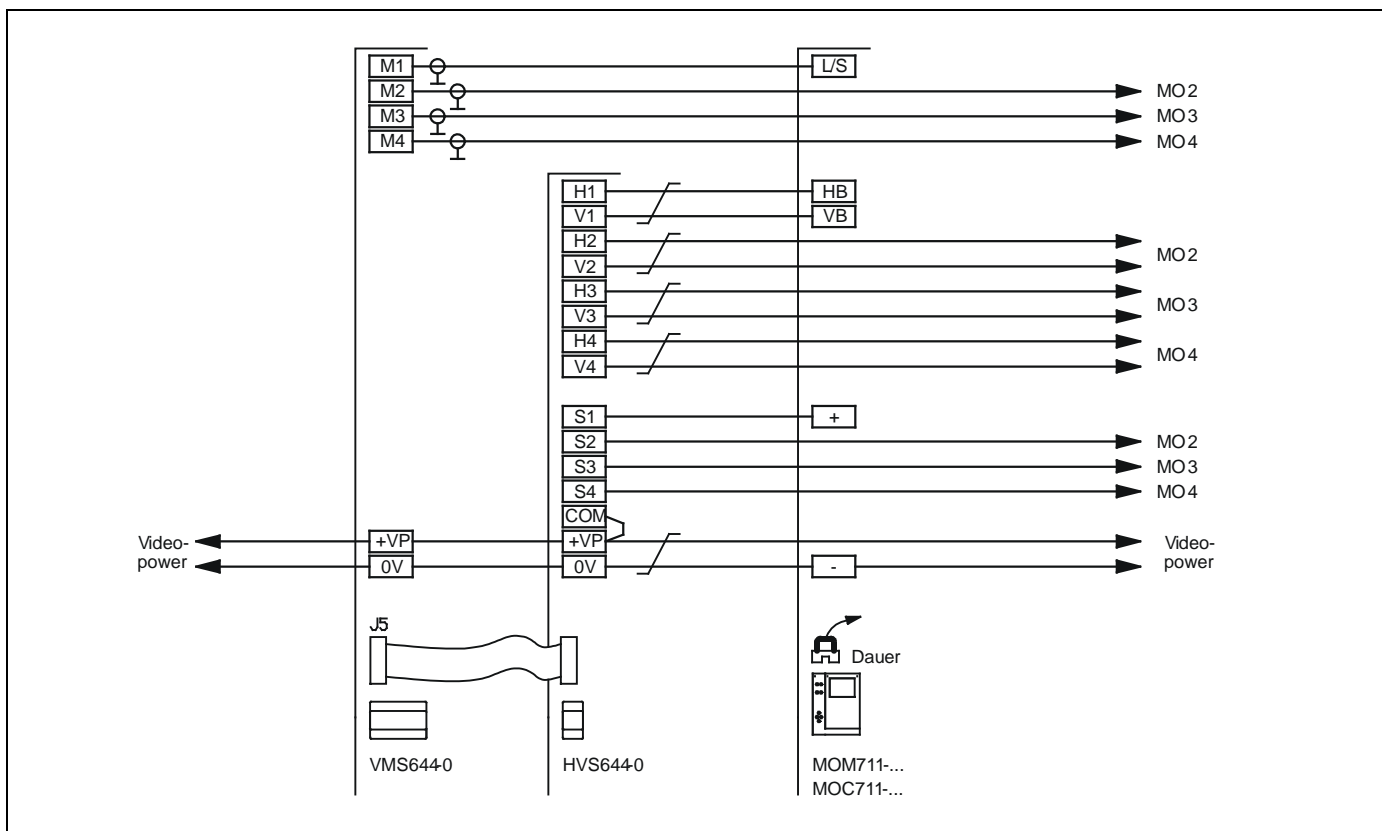 M1 L/S
M2 MO2
M3 MO3
M4 MO4
H1 HB
V1 VB
H2
MO2
V2
H3
MO3
V3
H4
MO4
V4
S1 +
S2 MO2
S3 MO3
S4 MO4
COM
Video- +VP +VP Video-
power 0V 0V - power
J5
Dauer
VMS644-0 HVS644-0 MOM711-...
MOC711-...